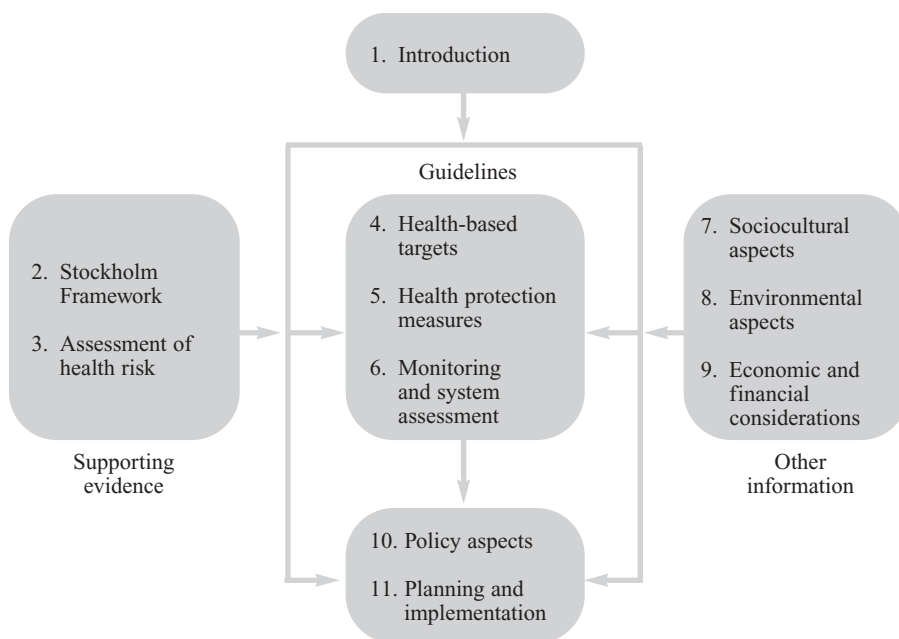 1. Introduction
Guidelines
2. Stockholm
Framework
3. Assessment of
health risk
Supporting
evidence
4. Health-based
targets
5. Health protection
measures
6. Monitoring
and system
assessment
7. Sociocultural
aspects
8. Environmental
aspects
9. Economic and
financial
considerations
Other
information
10. Policy aspects
11. Planning and
implementation